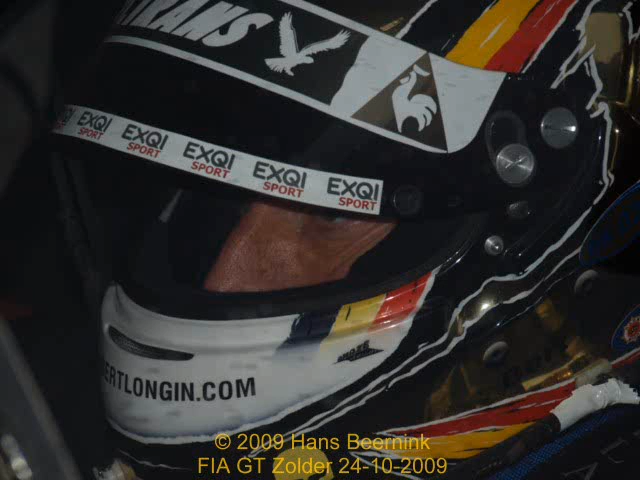 TRANS
EXQI SPORT EXQI SPORT EXQI SPORT EXQI SPORT EXQI SPORT
ERTLONGIN.COM
© 2009 Hans Beernink
FIA GT Zolder 24-10-2009